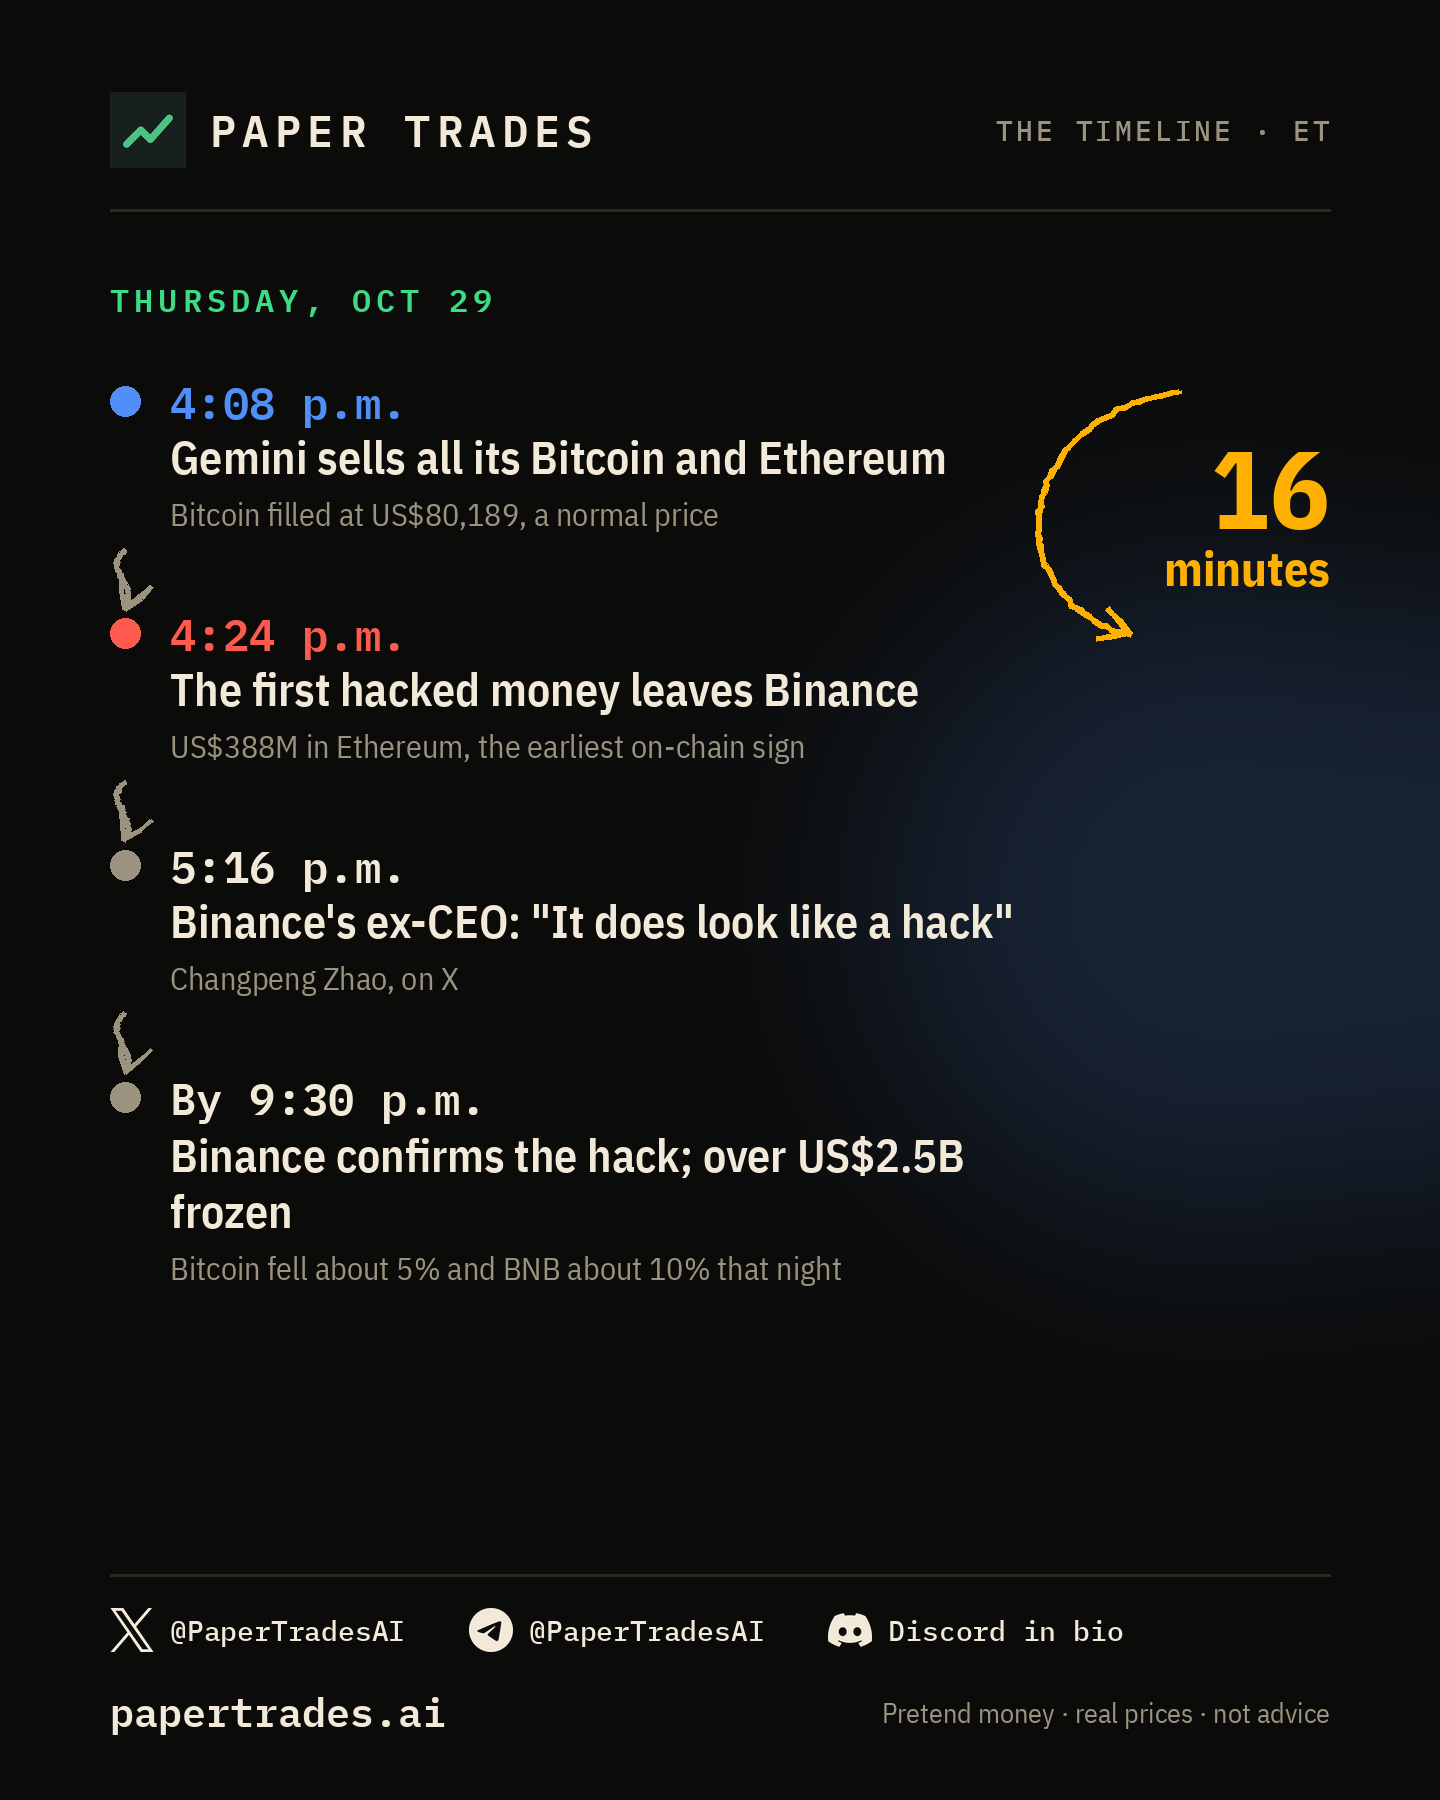 PAPER TRADES
THE TIMELINE · ET
THURSDAY, OCT 29
4:08 p.m.
Gemini sells all its Bitcoin and Ethereum
Bitcoin filled at US$80,189, a normal price
16
minutes
4:24 p.m.
The first hacked money leaves Binance
US$388M in Ethereum, the earliest on-chain sign
5:16 p.m.
Binance's ex-CEO: "It does look like a hack"
Changpeng Zhao, on X
By 9:30 p.m.
Binance confirms the hack; over US$2.5B
frozen
Bitcoin fell about 5% and BNB about 10% that night
@PaperTradesAI
@PaperTradesAI
Discord in bio
papertrades.ai
Pretend money · real prices · not advice